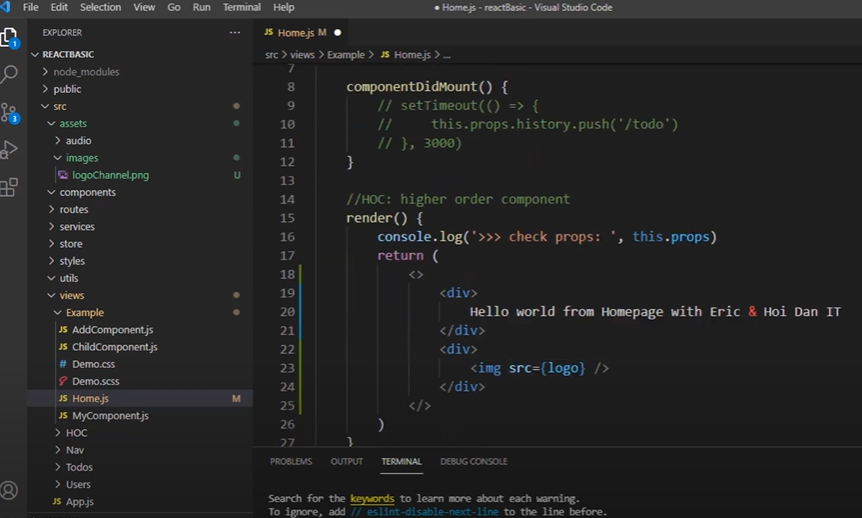 File Edit Selection View Go Run Terminal Help ● Home.js - reactBasic - Visual Studio Code
EXPLORER ...
REACTBASIC
node_modules
public
src
assets
audio
images
logoChannel.png U
components
routes
services
store
styles
utils
views
Example
JS AddComponent.js
JS ChildComponent.js
# Demo.css
Demo.scss
JS Home.js M
JS MyComponent.js
HOC
Nav
Todos
Users
JS App.js
1
3
JS Home.js M ●
src > views > Example > JS Home.js > ...
7
8 componentDidMount() {
9 // setTimeout(() => {
10 //     this.props.history.push('/todo')
11 // }, 3000)
12 }
13
14 //HOC: higher order component
15 render() {
16 console.log('>>> check props: ', this.props)
17 return (
18 <>
19 <div>
20 Hello world from Homepage with Eric & Hoi Dan IT
21 </div>
22 <div>
23 <img src={logo} />
24 </div>
25 </>
26 )
27 }
PROBLEMS OUTPUT TERMINAL DEBUG CONSOLE
Search for the keywords to learn more about each warning.
To ignore, add // eslint-disable-next-line to the line before.